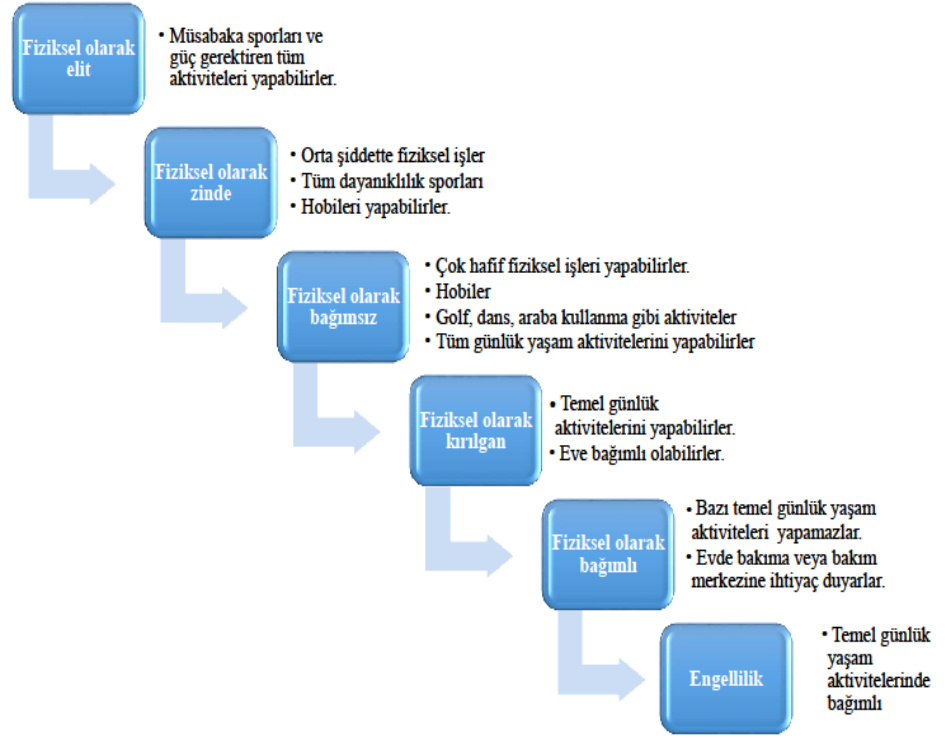 Fiziksel olarak
elit
• Müsabaka sporları ve
güç gerektiren tüm
aktiviteleri yapabilirler.
Fiziksel olarak
zinde
• Orta şiddette fiziksel işler
• Tüm dayanıklılık sporları
• Hobileri yapabilirler.
Fiziksel olarak
bağımsız
• Çok hafif fiziksel işleri yapabilirler.
• Hobiler
• Golf, dans, araba kullanma gibi aktiviteler
• Tüm günlük yaşam aktivitelerini yapabilirler
Fiziksel olarak
kırılgan
• Temel günlük
aktivitelerini yapabilirler.
• Eve bağımlı olabilirler.
Fiziksel olarak
bağımlı
• Bazı temel günlük yaşam
aktiviteleri yapamazlar.
• Evde bakıma veya bakım
merkezine ihtiyaç duyarlar.
Engellilik
• Temel günlük
yaşam
aktivitelerinde
bağımlı